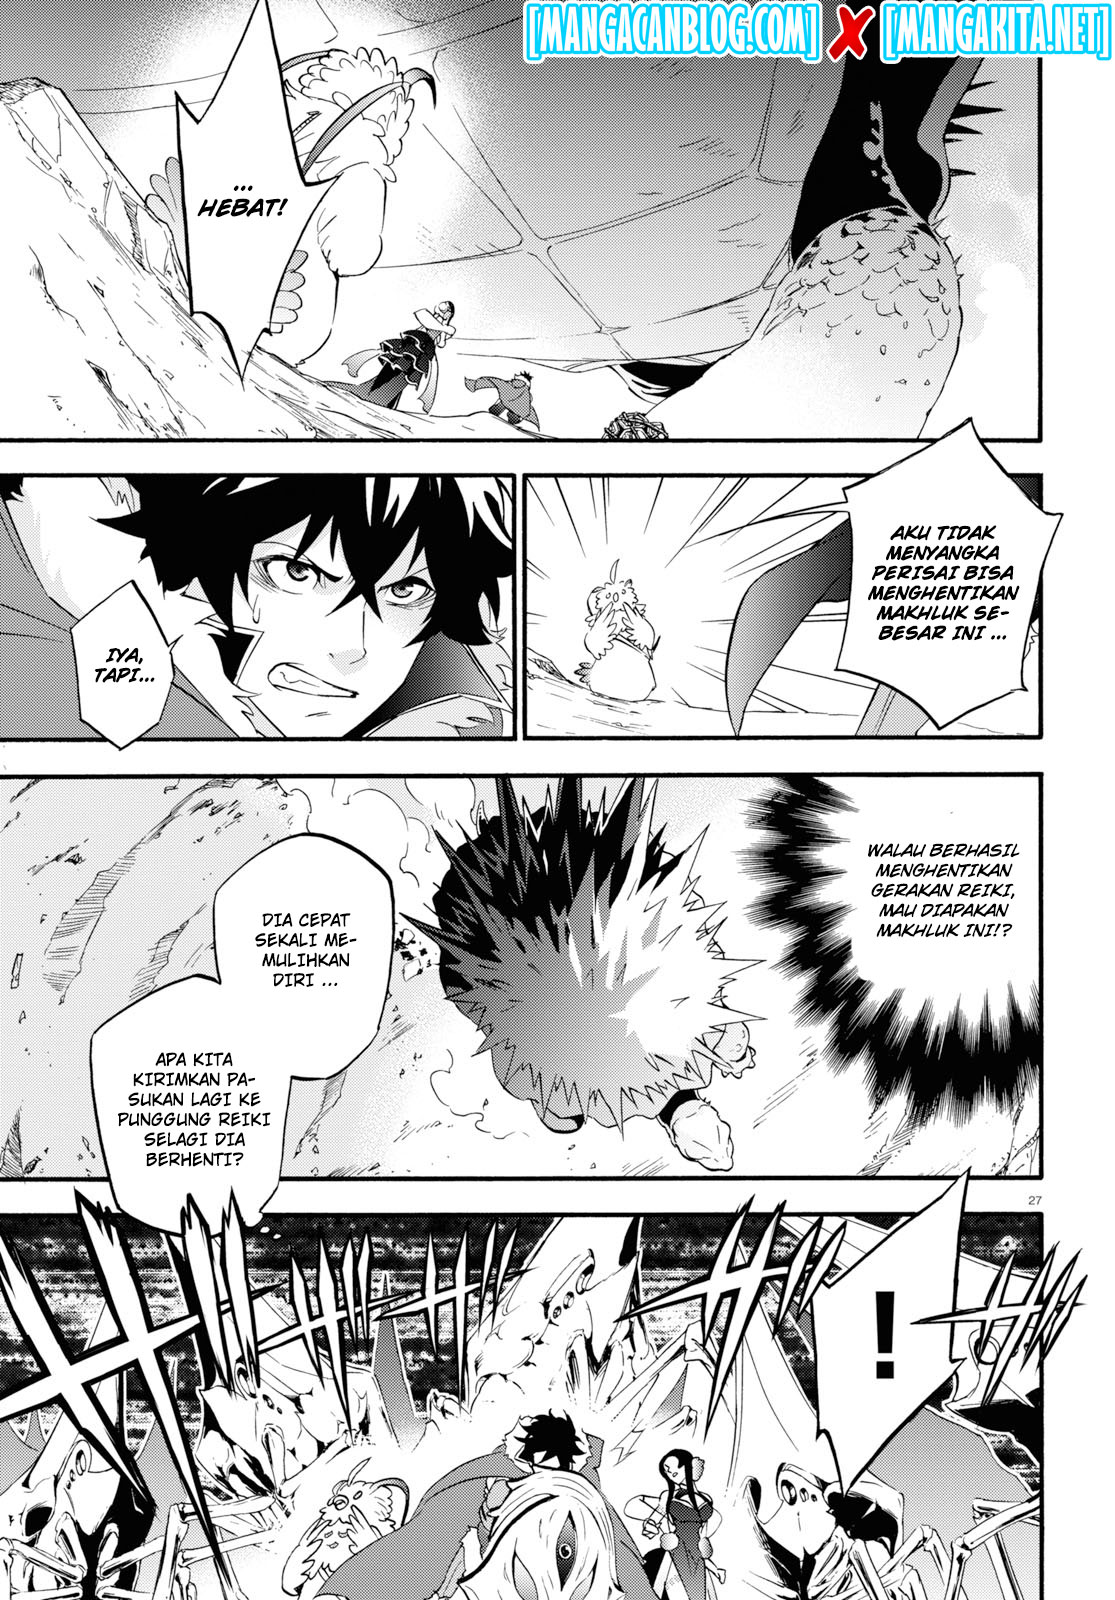 [MANGACANBLOG.COM] X [MANGAKITA.NET]
...
HEBAT!
AKU TIDAK
MENYANGKA
PERISAI BISA
MENGHENTIKAN
MAKHLUK SE-
BESAR INI ...
IYA,
TAPI...
WALAU BERHASIL
MENGHENTIKAN
GERAKAN REIKI,
MAU DIAPAKAN
MAKHLUK INI!?
DIA CEPAT
SEKALI ME-
MULIHKAN
DIRI ...
APA KITA
KIRIMKAN PA-
SUKAN LAGI KE
PUNGGUNG REIKI
SELAGI DIA
BERHENTI?
27
!